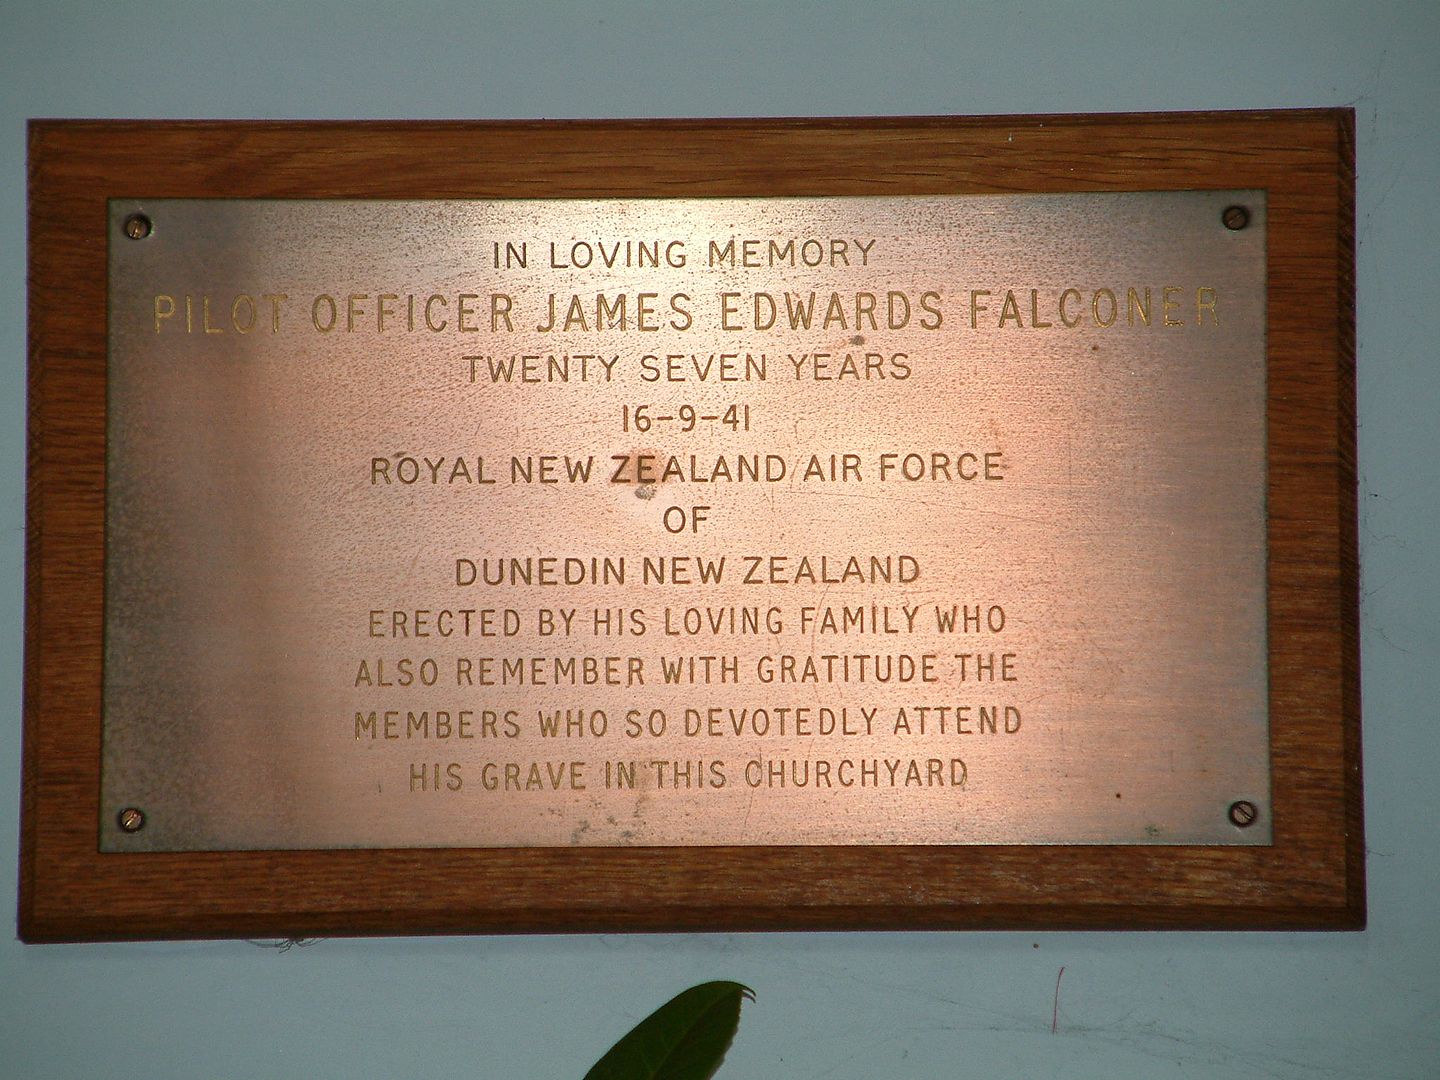 IN LOVING MEMORY
PILOT OFFICER JAMES EDWARDS FALCONER
TWENTY SEVEN YEARS
16-9-41
ROYAL NEW ZEALAND AIR FORCE
OF
DUNEDIN NEW ZEALAND
ERECTED BY HIS LOVING FAMILY WHO
ALSO REMEMBER WITH GRATITUDE THE
MEMBERS WHO SO DEVOTEDLY ATTEND
HIS GRAVE IN THIS CHURCHYARD